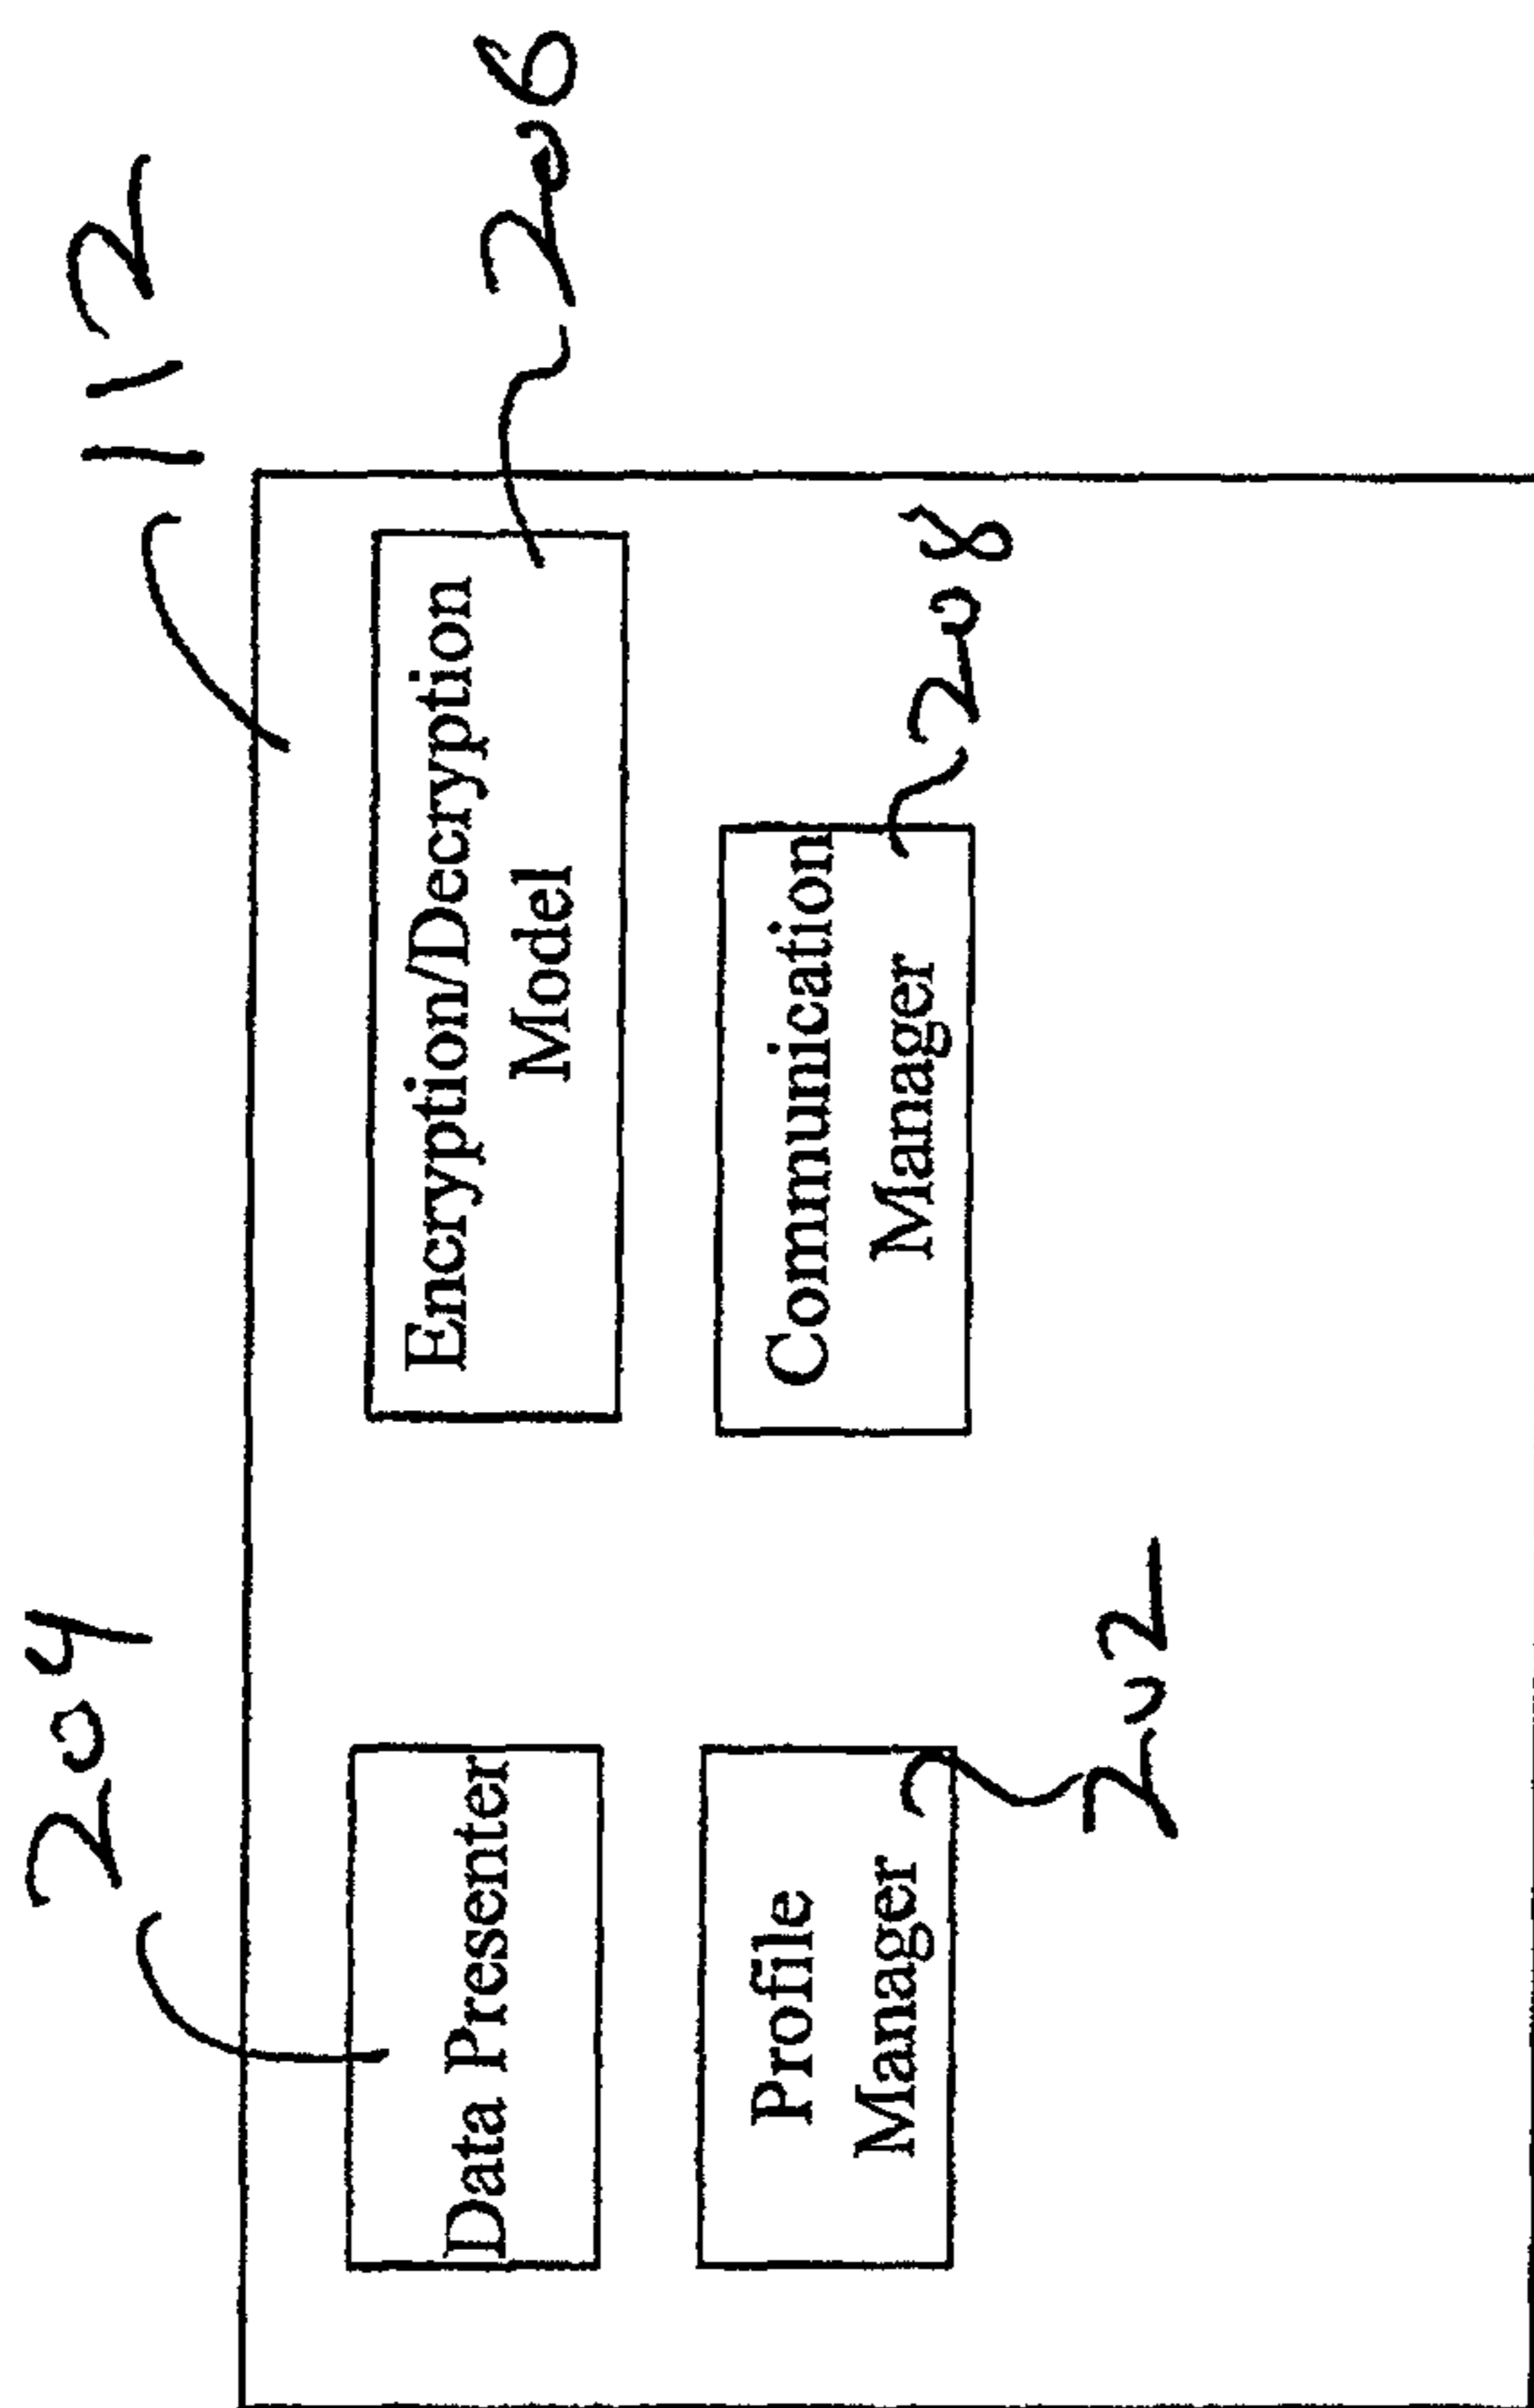 112
204
206
Data Presenter
Encryption/Decryption
Model
208
Profile
Manager
Communication
Manager
202